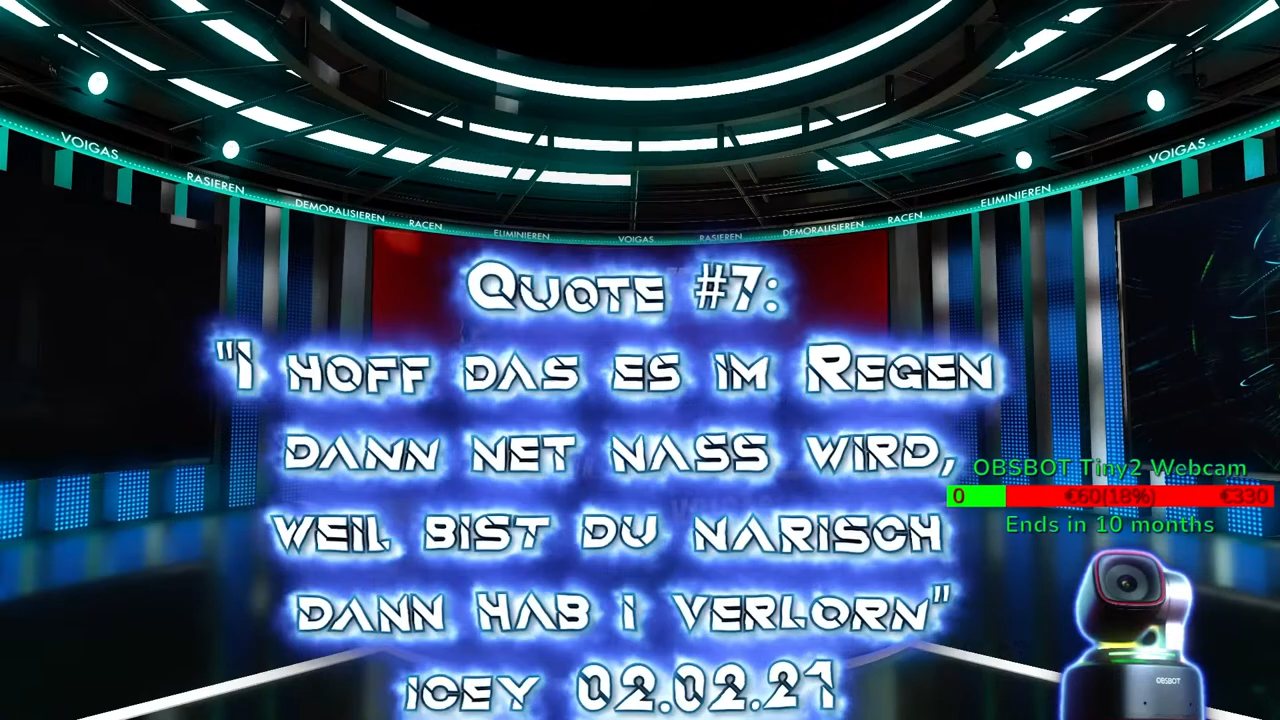 VOIGAS
RASIEREN
DEMORALISIEREN
RACEN
ELIMINIEREN
VOIGAS
RASIEREN
DEMORALISIEREN
RACEN
ELIMINIEREN
VOIGAS
Quote #7:
"I hoff das es im Regen
dann net nass wird,
weil bist du narisch
dann hab i verlorn"
icey 02.02.21
OBSBOT Tiny2 Webcam
0 €60(18%) €330
Ends in 10 months
OBSBOT